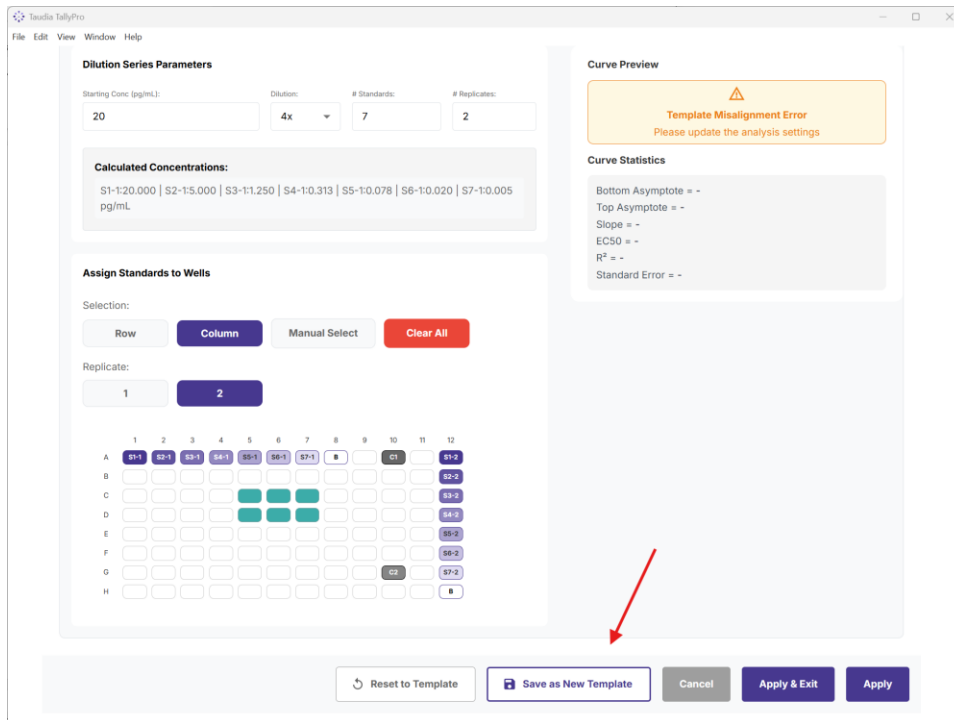 Taudia TallyPro
File Edit View Window Help
Dilution Series Parameters
Starting Conc (pg/mL):
Dilution:
# Standards:
# Replicates:
20
4x
7
2
Calculated Concentrations:
S1-1:20.000 | S2-1:5.000 | S3-1:1.250 | S4-1:0.313 | S5-1:0.078 | S6-1:0.020 | S7-1:0.005
pg/mL
Assign Standards to Wells
Selection:
Row
Column
Manual Select
Clear All
Replicate:
1
2
1 2 3 4 5 6 7 8 9 10 11 12
A S1-1 S2-1 S3-1 S4-1 S5-1 S6-1 S7-1 B C1 S1-2
B S2-2
C S3-2
D S4-2
E S5-2
F S6-2
G C2 S7-2
H B
Curve Preview
Template Misalignment Error
Please update the analysis settings
Curve Statistics
Bottom Asymptote = -
Top Asymptote = -
Slope = -
EC50 = -
R² = -
Standard Error = -
Reset to Template
Save as New Template
Cancel
Apply & Exit
Apply